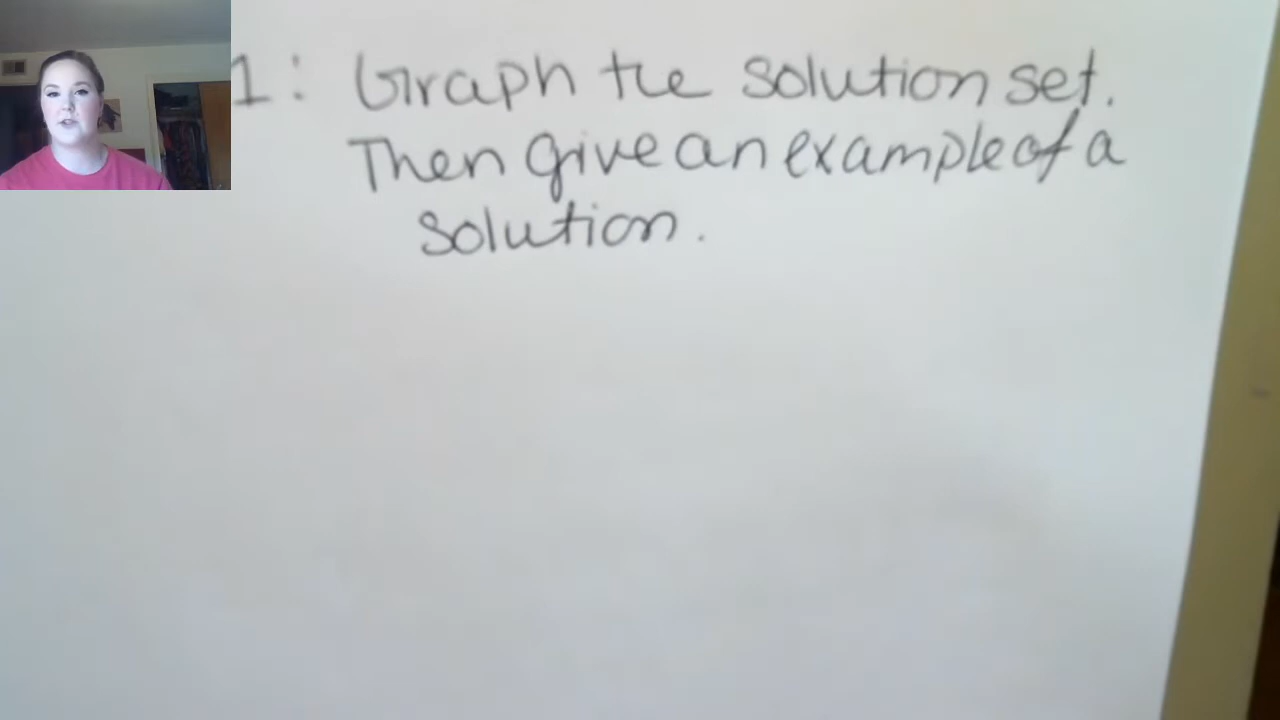 1: Graph the solution set.
Then give an example of a
solution.